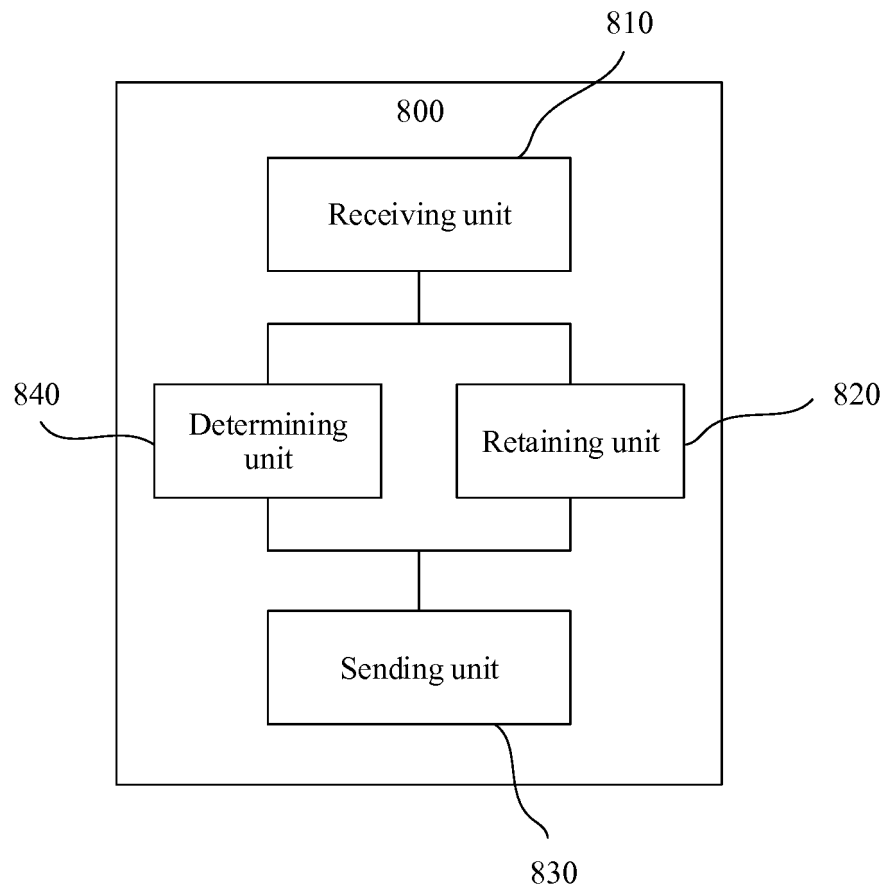 810
800
Receiving unit
840
Determining
unit
Retaining unit
820
Sending unit
830